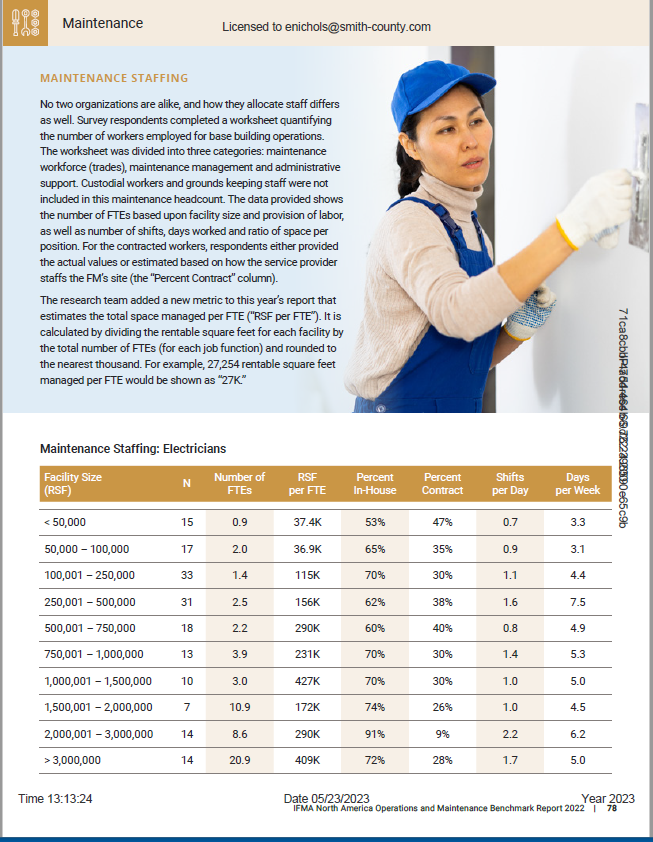 Maintenance
Licensed to enichols@smith-county.com
MAINTENANCE STAFFING
No two organizations are alike, and how they allocate staff differs
as well. Survey respondents completed a worksheet quantifying
the number of workers employed for base building operations.
The worksheet was divided into three categories: maintenance
workforce (trades), maintenance management and administrative
support. Custodial workers and grounds keeping staff were not
included in this maintenance headcount. The data provided shows
the number of FTEs based upon facility size and provision of labor,
as well as number of shifts, days worked and ratio of space per
position. For the contracted workers, respondents either provided
the actual values or estimated based on how the service provider
staffs the FM's site (the “Percent Contract” column).
The research team added a new metric to this year's report that
estimates the total space managed per FTE (“RSF per FTE”). It is
calculated by dividing the rentable square feet for each facility by
the total number of FTEs (for each job function) and rounded to
the nearest thousand. For example, 27,254 rentable square feet
managed per FTE would be shown as “27K.”
Maintenance Staffing: Electricians
Facility Size (RSF) N Number of FTEs RSF per FTE Percent In-House Percent Contract Shifts per Day Days per Week
< 50,000 15 0.9 37.4K 53% 47% 0.7 3.3
50,000 – 100,000 17 2.0 36.9K 65% 35% 0.9 3.1
100,001 – 250,000 33 1.4 115K 70% 30% 1.1 4.4
250,001 – 500,000 31 2.5 156K 62% 38% 1.6 7.5
500,001 – 750,000 18 2.2 290K 60% 40% 0.8 4.9
750,001 – 1,000,000 13 3.9 231K 70% 30% 1.4 5.3
1,000,001 – 1,500,000 10 3.0 427K 70% 30% 1.0 5.0
1,500,001 – 2,000,000 7 10.9 172K 74% 26% 1.0 4.5
2,000,001 – 3,000,000 14 8.6 290K 91% 9% 2.2 6.2
> 3,000,000 14 20.9 409K 72% 28% 1.7 5.0
Time 13:13:24 Date 05/23/2023 Year 2023
IFMA North America Operations and Maintenance Benchmark Report 2022 | 78